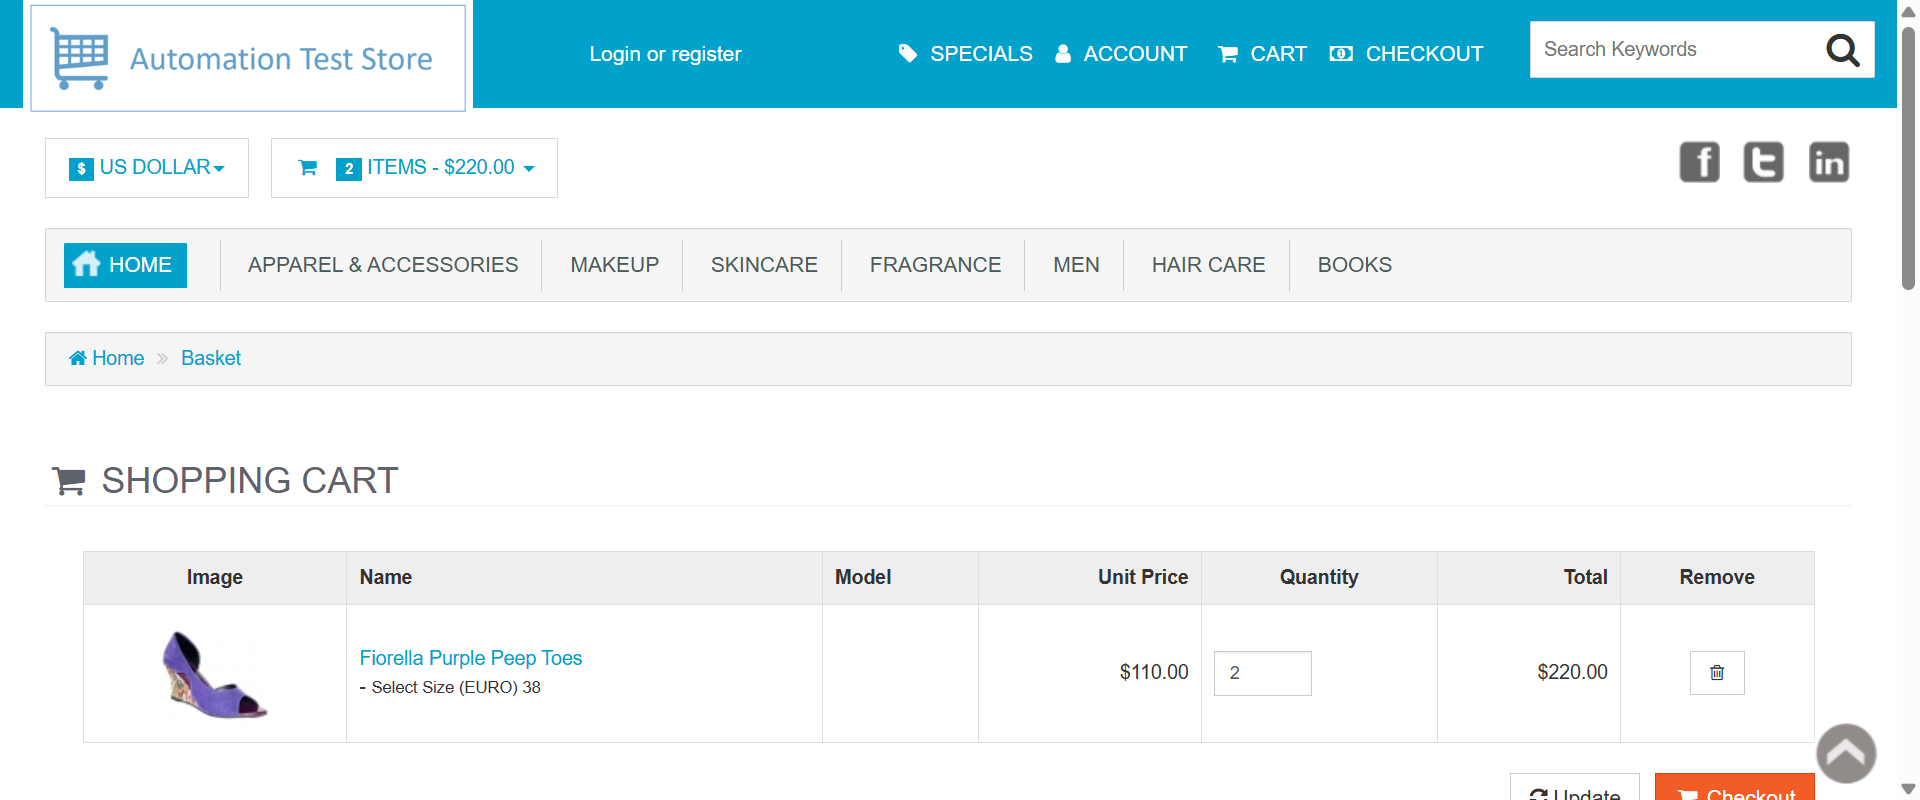 Automation Test Store
Login or register
SPECIALS
ACCOUNT
CART
CHECKOUT
Search Keywords
$ US DOLLAR
2 ITEMS - $220.00
HOME
APPAREL & ACCESSORIES
MAKEUP
SKINCARE
FRAGRANCE
MEN
HAIR CARE
BOOKS
Home
Basket
SHOPPING CART
Image
Name
Model
Unit Price
Quantity
Total
Remove
Fiorella Purple Peep Toes
- Select Size (EURO) 38
$110.00
2
$220.00
Update
Checkout